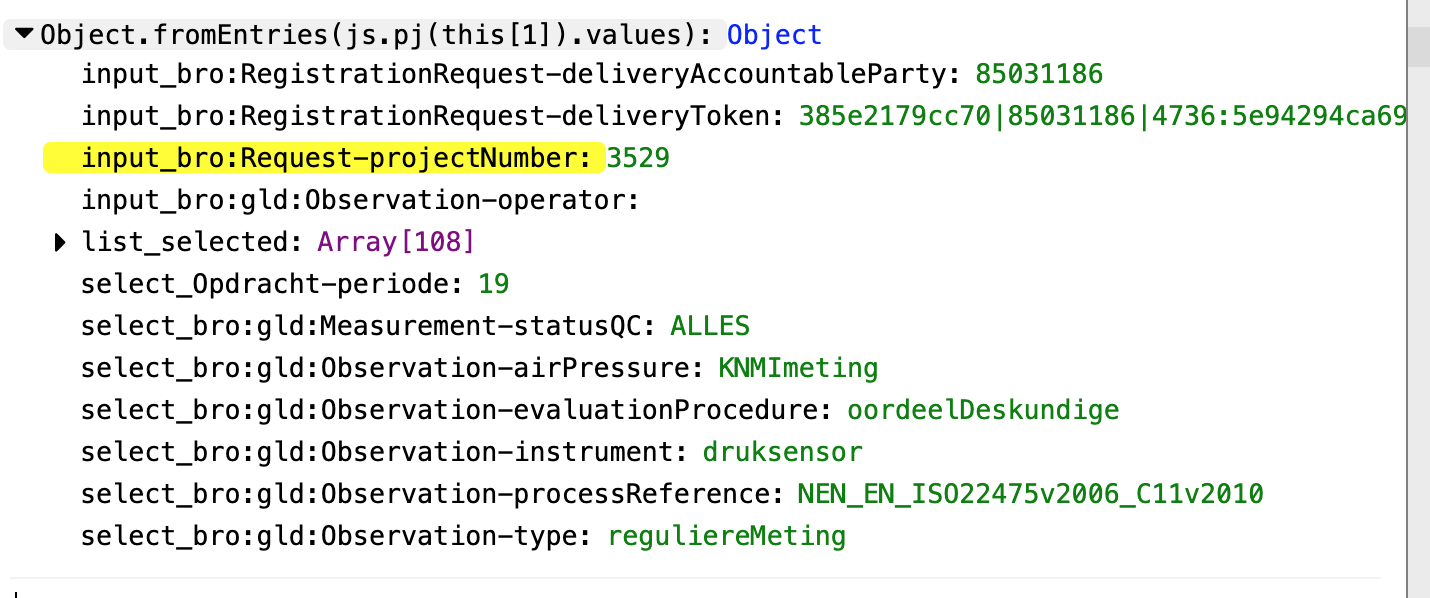 Object.fromEntries(js.pj(this[1]).values): Object
input_bro:RegistrationRequest-deliveryAccountableParty: 85031186
input_bro:RegistrationRequest-deliveryToken: 385e2179cc70|85031186|4736:5e94294ca69
input_bro:Request-projectNumber: 3529
input_bro:gld:Observation-operator:
list_selected: Array[108]
select_Opdracht-periode: 19
select_bro:gld:Measurement-statusQC: ALLES
select_bro:gld:Observation-airPressure: KNMImeting
select_bro:gld:Observation-evaluationProcedure: oordeelDeskundige
select_bro:gld:Observation-instrument: druksensor
select_bro:gld:Observation-processReference: NEN_EN_ISO22475v2006_C11v2010
select_bro:gld:Observation-type: reguliereMeting